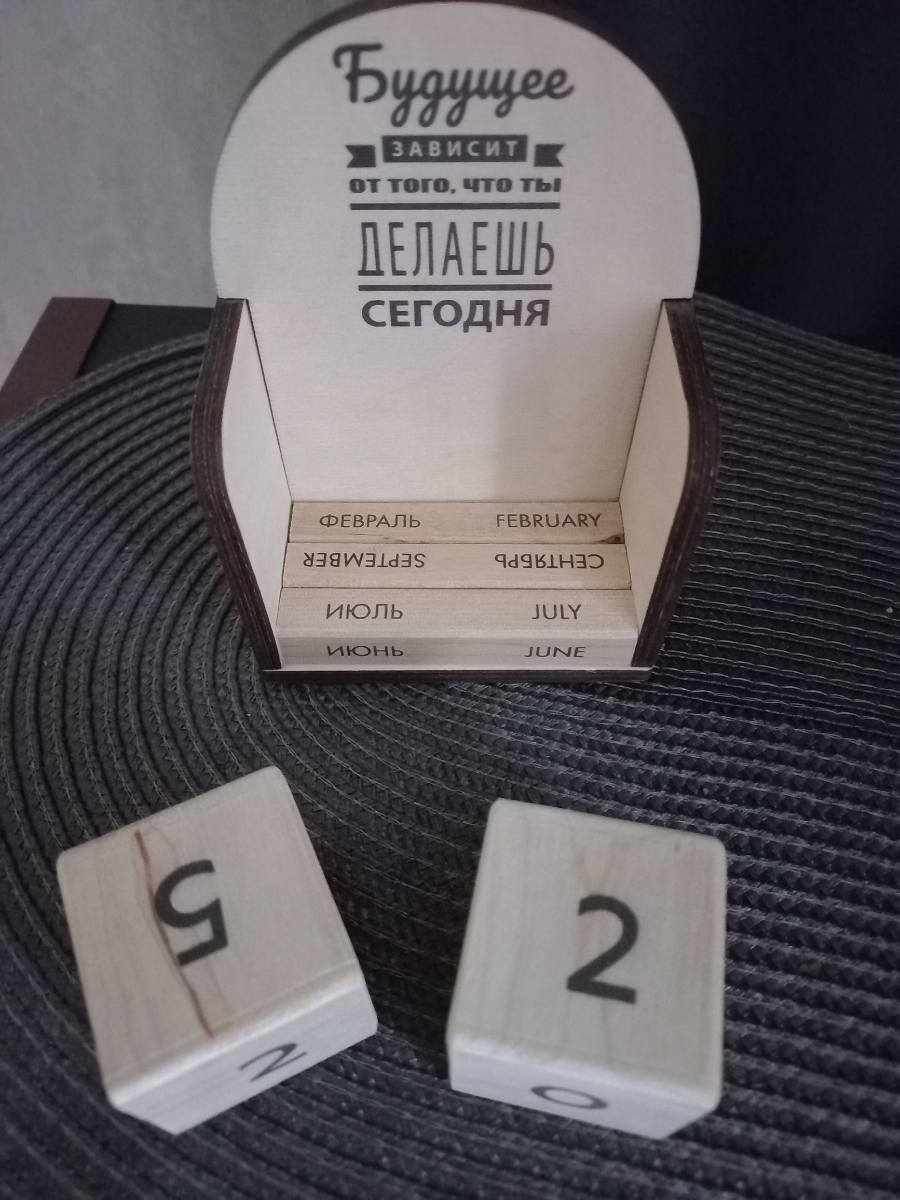 Будущее
ЗАВИСИТ
ОТ ТОГО, ЧТО ТЫ
ДЕЛАЕШЬ
СЕГОДНЯ
ФЕВРАЛЬ FEBRUARY
SEPTEMBER СЕНТЯБРЬ
ИЮЛЬ JULY
ИЮНЬ JUNE
5 2
2 0